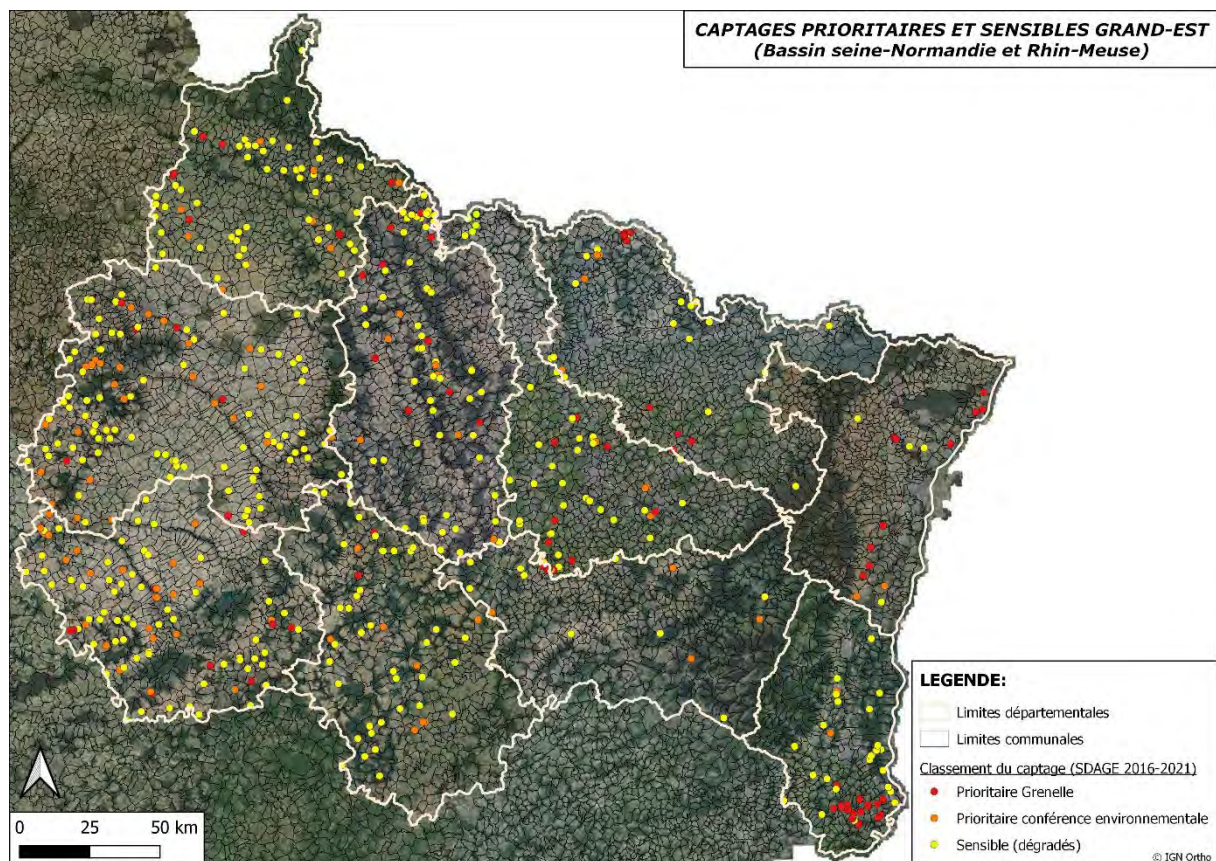 CAPTAGES PRIORITAIRES ET SENSIBLES GRAND-EST
(Bassin seine-Normandie et Rhin-Meuse)
LEGENDE:
Limites départementales
Limites communales
Classement du captage (SDAGE 2016-2021)
Prioritaire Grenelle
Prioritaire conférence environnementale
Sensible (dégradés)
0 25 50 km
© IGN Ortho